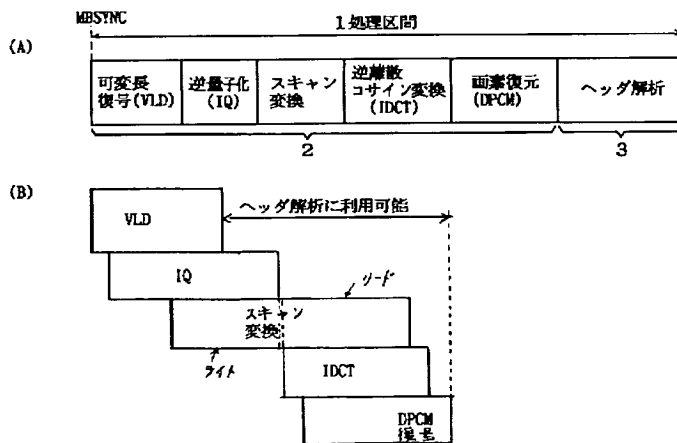 MBSYNC
1処理区間
(A)
可変長
復号(VLD)
逆量子化
(IQ)
スキャン
変換
逆離散
コサイン変換
(IDCT)
画素復元
(DPCM)
ヘッダ解析
2
3
(B)
VLD
ヘッダ解析に利用可能
IQ
リード
スキャン
変換
ライト
IDCT
DPCM
復号